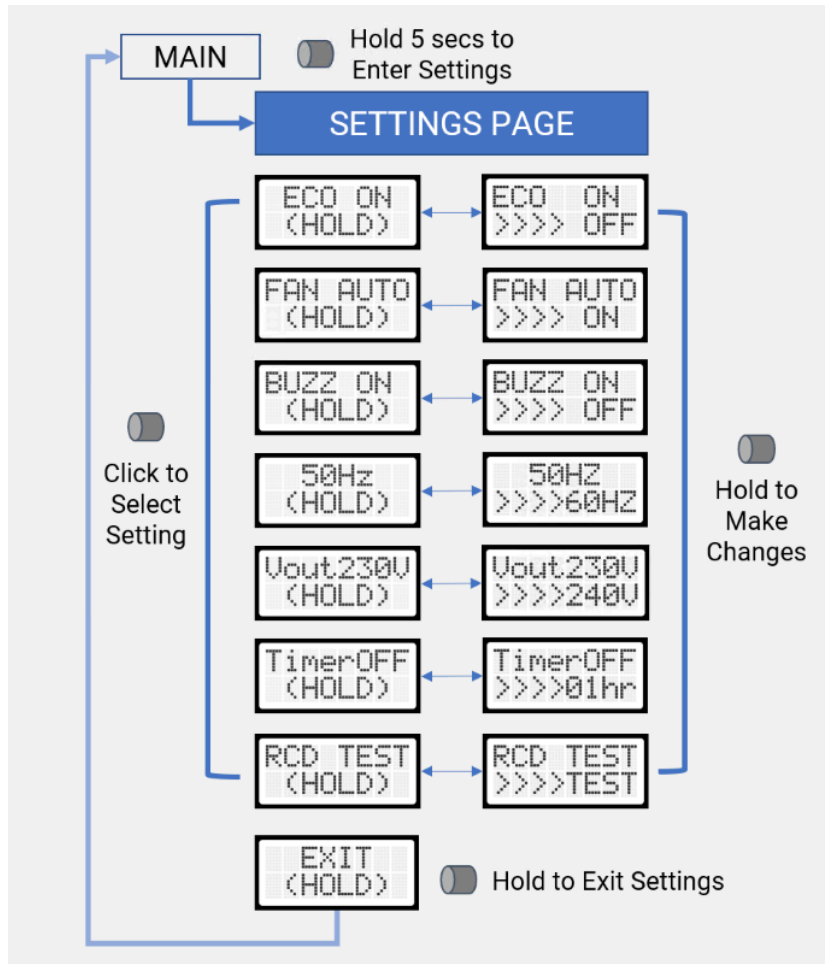 MAIN
Hold 5 secs to
Enter Settings
SETTINGS PAGE
ECO ON
(HOLD)
ECO ON
>>>> OFF
FAN AUTO
(HOLD)
FAN AUTO
>>>> ON
BUZZ ON
(HOLD)
BUZZ ON
>>>> OFF
Click to
Select
Setting
50Hz
(HOLD)
50HZ
>>>>60HZ
Hold to
Make
Changes
Vout230V
(HOLD)
Vout230V
>>>>240V
TimerOFF
(HOLD)
TimerOFF
>>>>01hr
RCD TEST
(HOLD)
RCD TEST
>>>>TEST
EXIT
(HOLD)
Hold to Exit Settings